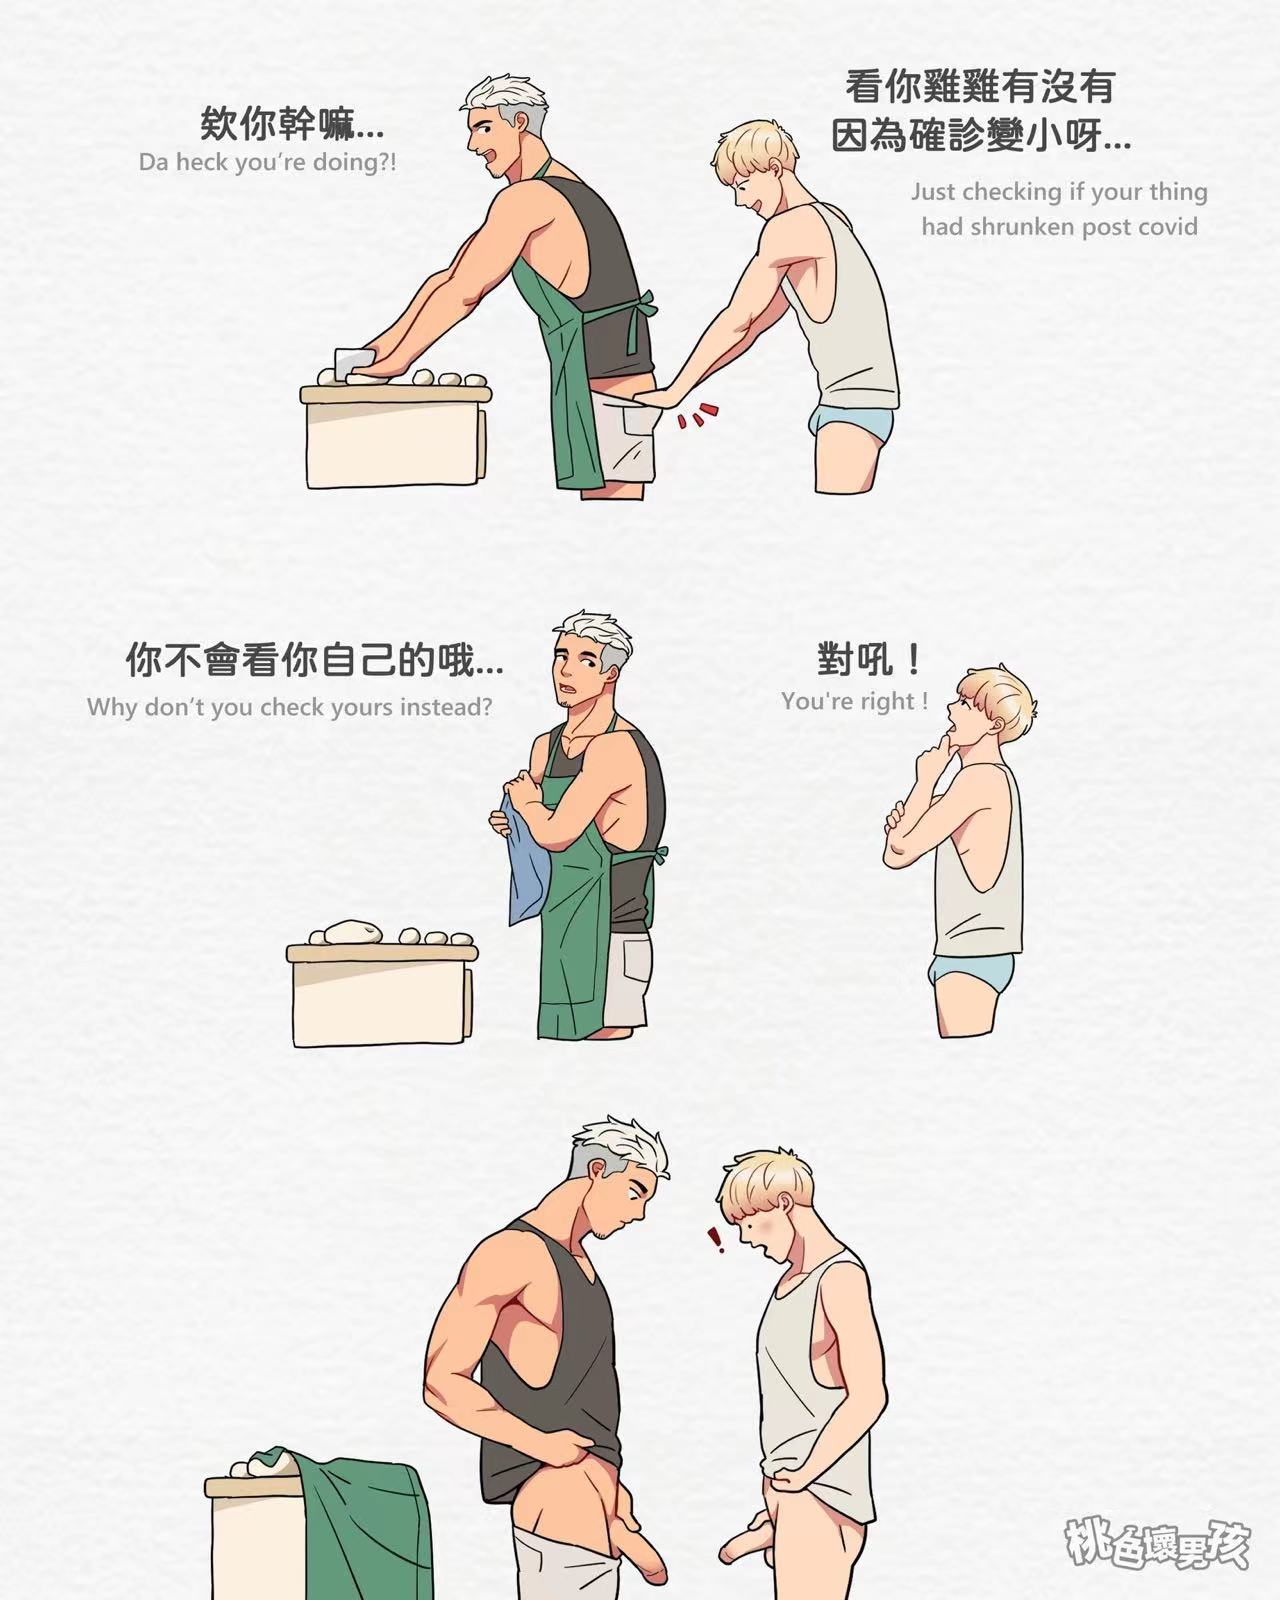 欸你幹嘛...
Da heck you're doing?!
看你雞雞有沒有
因為確診變小呀...
Just checking if your thing
had shrunken post covid
你不會看你自己的哦...
Why don't you check yours instead?
對吼！
You're right !
!
桃色壞男孩